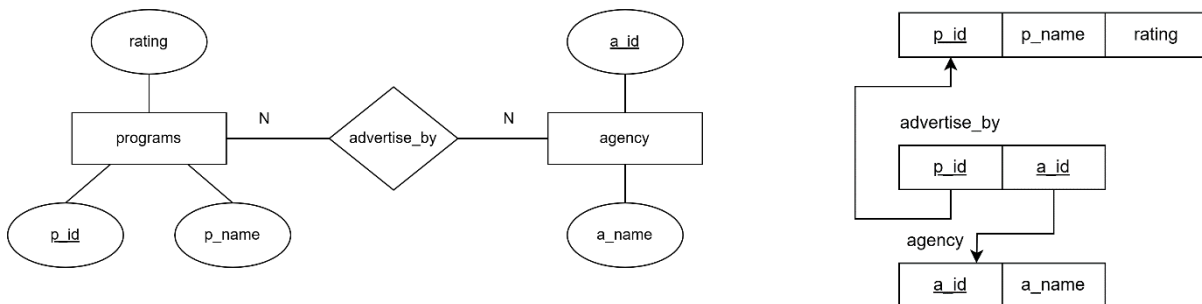 rating
a_id
N
N
programs
advertise_by
agency
p_id
p_name
a_name
p_id p_name rating
advertise_by
p_id a_id
agency
a_id a_name